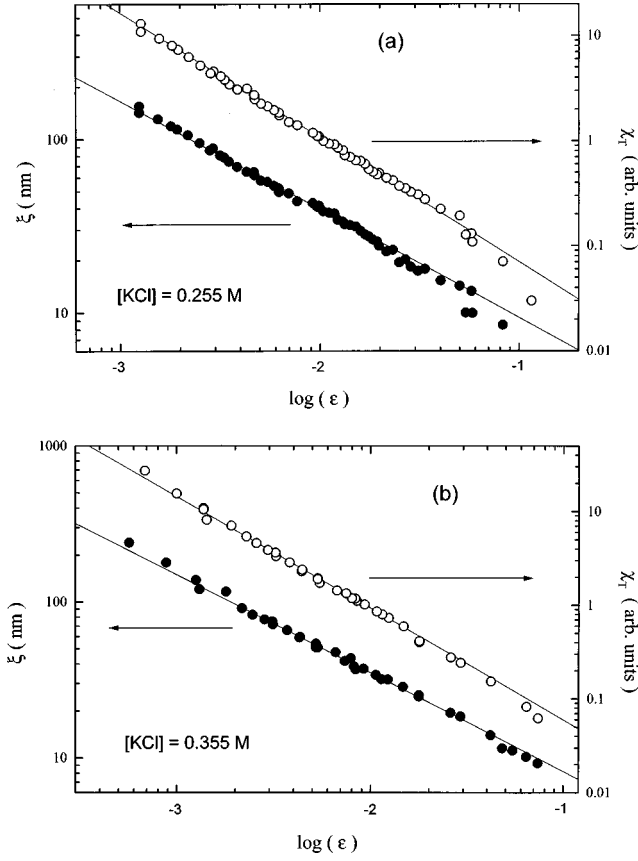 (a)
100
10
ξ ( nm )
10
1
0.1
0.01
χT ( arb. units )
[KCl] = 0.255 M
-3
-2
-1
log ( ε )
(b)
1000
100
10
ξ ( nm )
10
1
0.1
0.01
χT ( arb. units )
[KCl] = 0.355 M
-3
-2
-1
log ( ε )